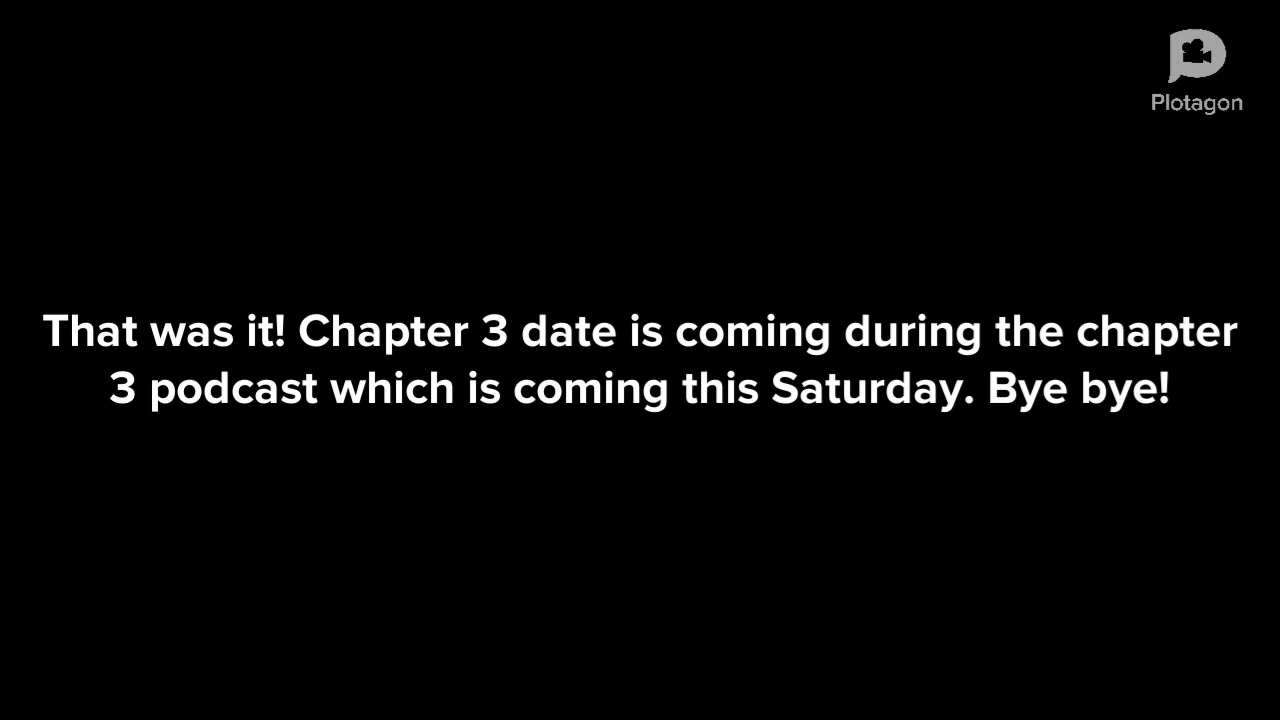 Plotagon
That was it! Chapter 3 date is coming during the chapter
3 podcast which is coming this Saturday. Bye bye!